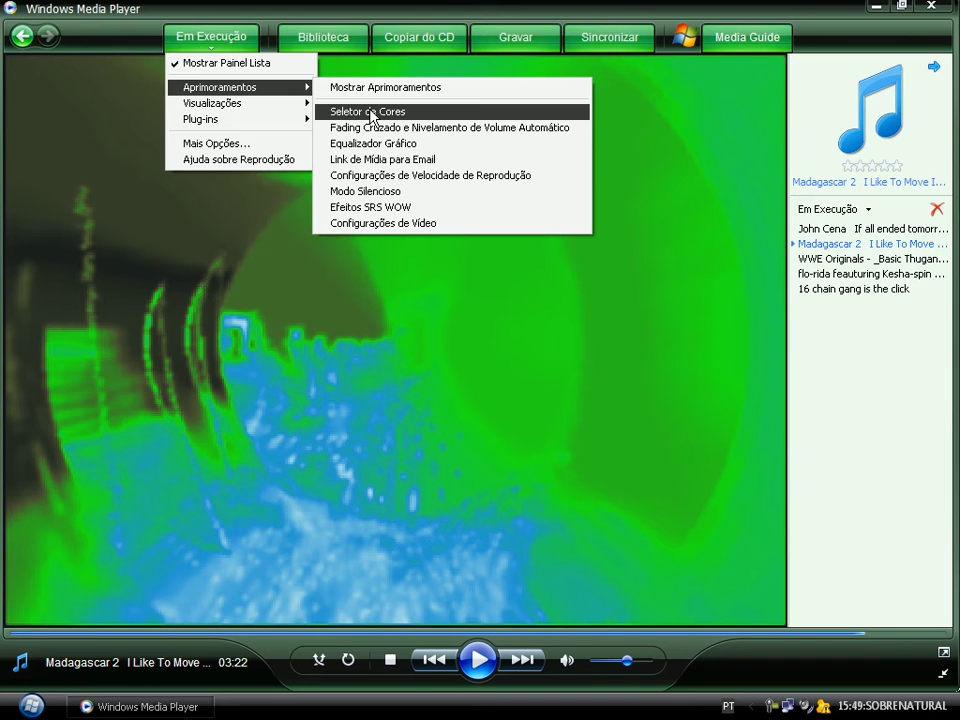 Windows Media Player
Em Execução
Biblioteca
Copiar do CD
Gravar
Sincronizar
Media Guide
Mostrar Painel Lista
Aprimoramentos
Visualizações
Plug-ins
Mais Opções...
Ajuda sobre Reprodução
Mostrar Aprimoramentos
Seletor de Cores
Fading Cruzado e Nivelamento de Volume Automático
Equalizador Gráfico
Link de Mídia para Email
Configurações de Velocidade de Reprodução
Modo Silencioso
Efeitos SRS WOW
Configurações de Vídeo
Madagascar 2 I Like To Move I...
Em Execução
John Cena If all ended tomorr...
Madagascar 2 I Like To Move ...
WWE Originals - _Basic Thugan...
flo-rida feauturing Kesha-spin ...
16 chain gang is the click
Madagascar 2 I Like To Move ... 03:22
Windows Media Player
PT
15:49:SOBRENATURAL